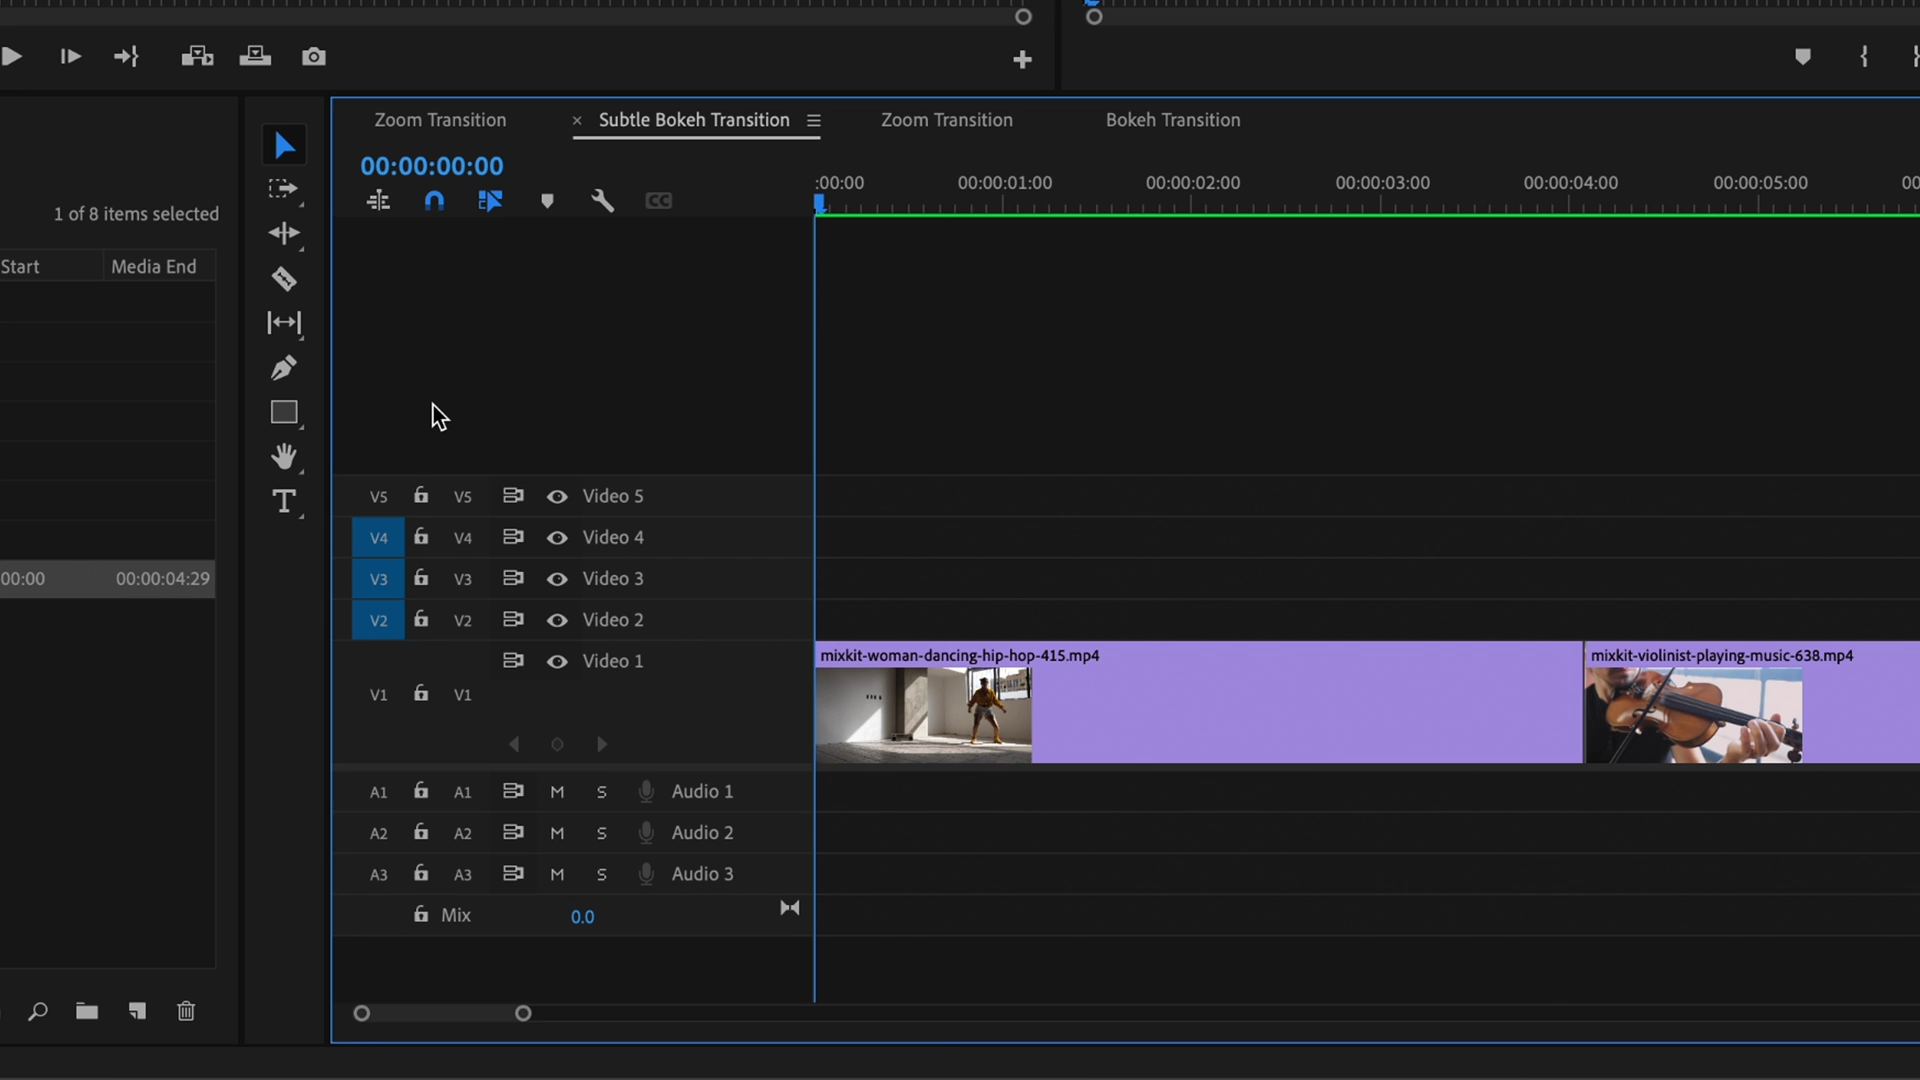 Zoom Transition
× Subtle Bokeh Transition
Zoom Transition
Bokeh Transition
00:00:00:00
CC
:00:00
00:00:01:00
00:00:02:00
00:00:03:00
00:00:04:00
00:00:05:00
00
1 of 8 items selected
Start
Media End
00:00
00:00:04:29
V5 V5 Video 5
V4 V4 Video 4
V3 V3 Video 3
V2 V2 Video 2
Video 1
V1 V1
mixkit-woman-dancing-hip-hop-415.mp4
mixkit-violinist-playing-music-638.mp4
A1 A1 M S Audio 1
A2 A2 M S Audio 2
A3 A3 M S Audio 3
Mix 0.0